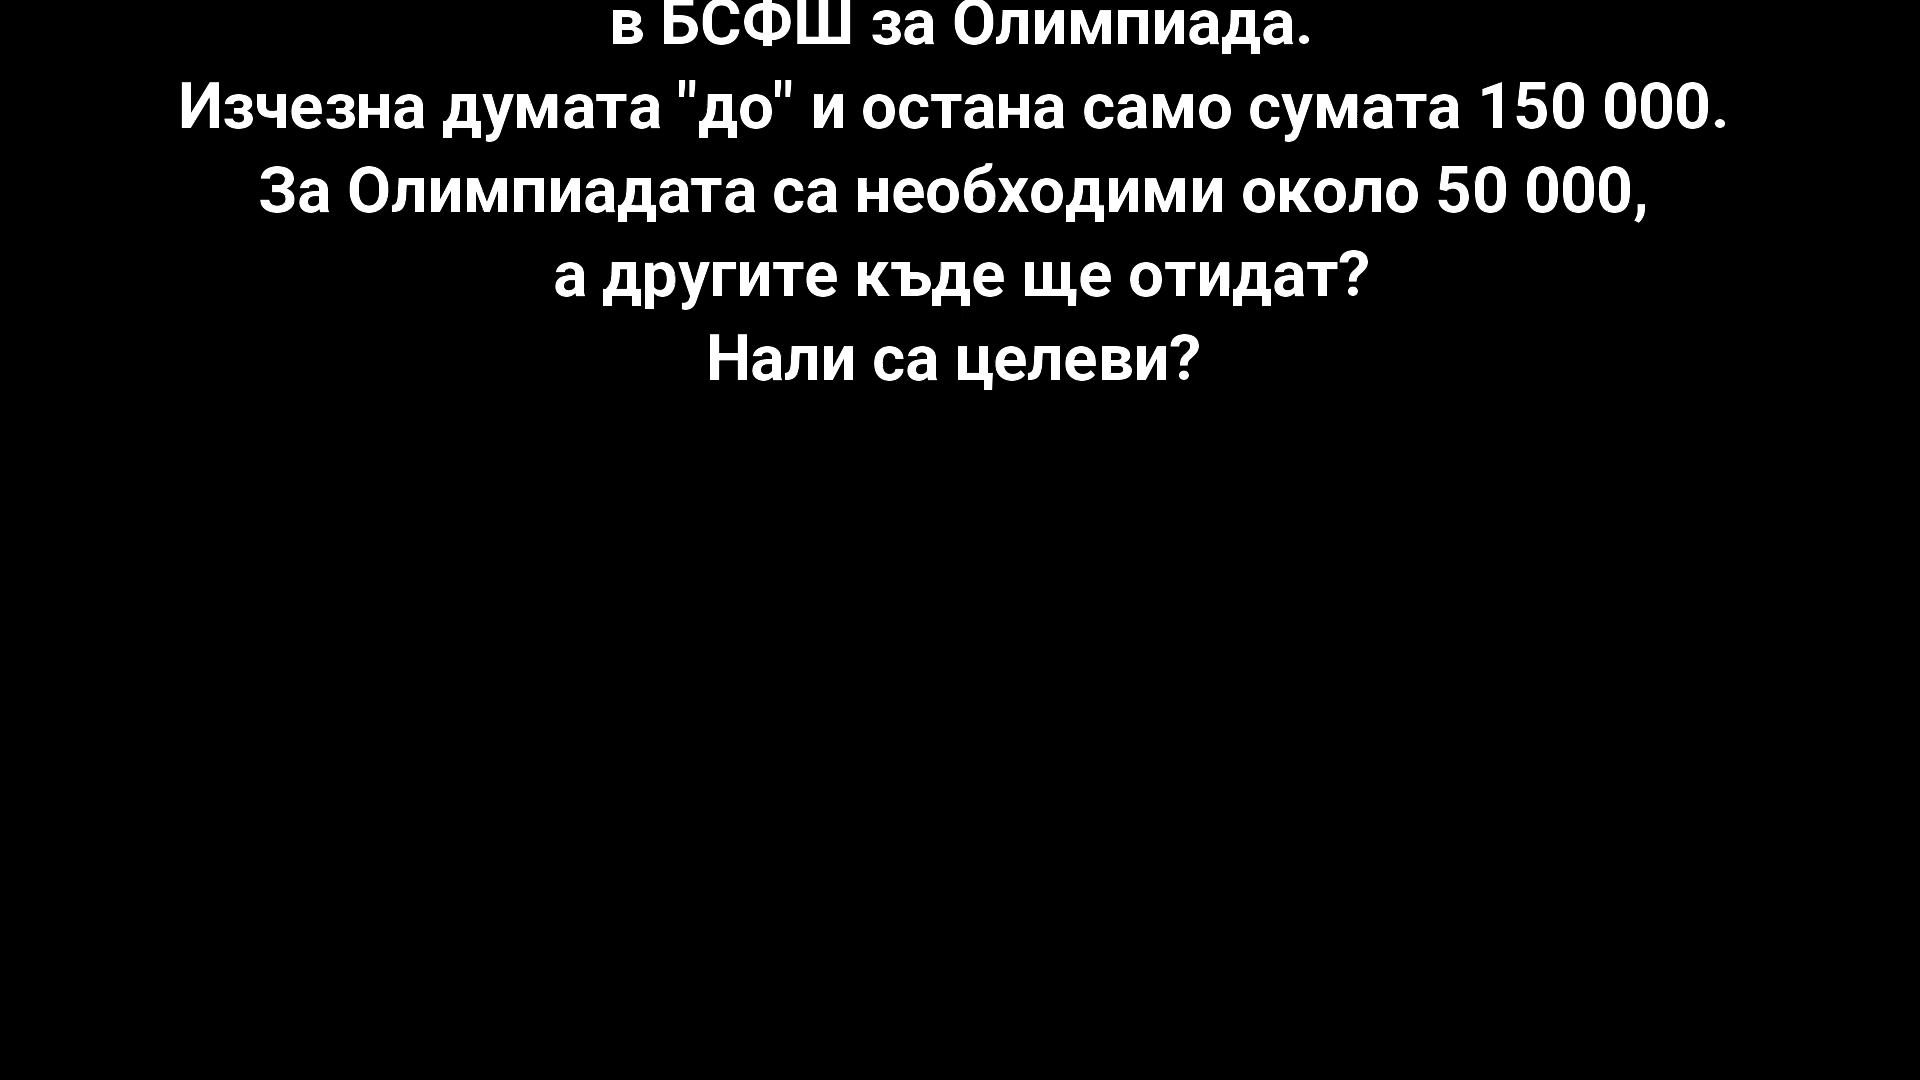 в БСФШ за Олимпиада.
Изчезна думата "до" и остана само сумата 150 000.
За Олимпиадата са необходими около 50 000,
а другите къде ще отидат?
Нали са целеви?